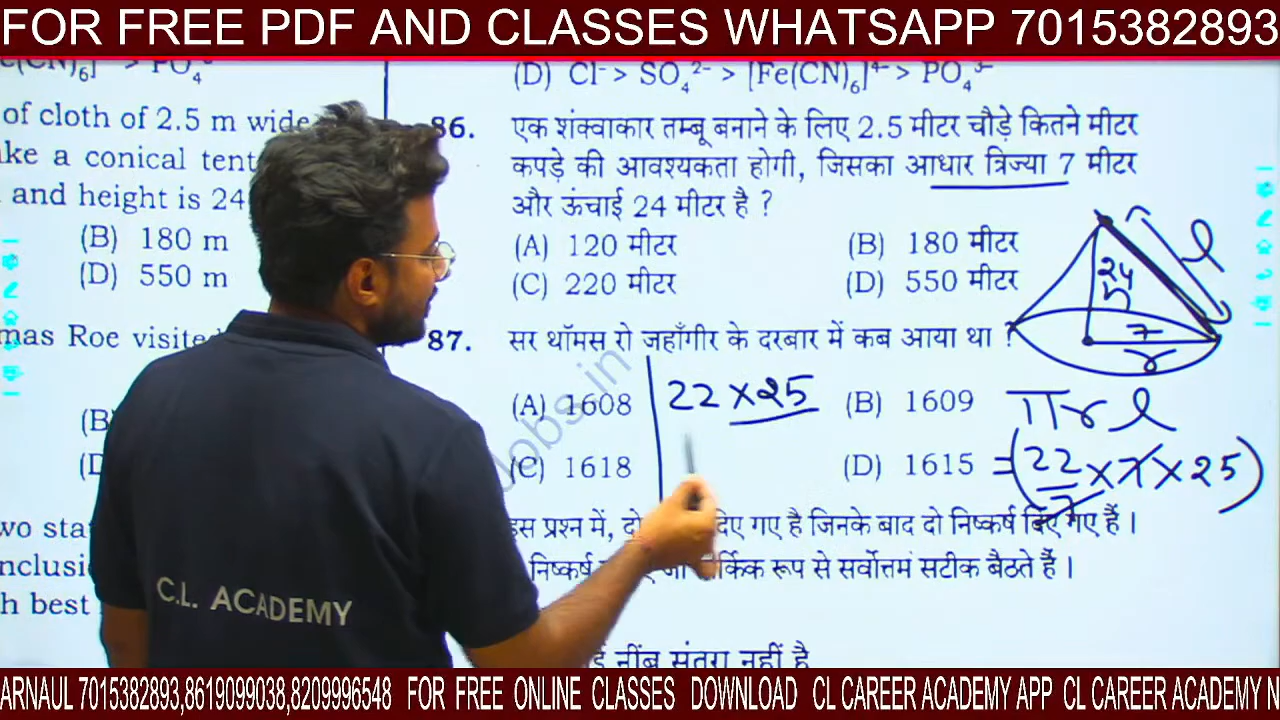 FOR FREE PDF AND CLASSES WHATSAPP 7015382893
(D) Cl⁻ > SO₄²⁻ > [Fe(CN)₆]⁴⁻ > PO₄³⁻
of cloth of 2.5 m wide
ake a conical tent
and height is 24
(B) 180 m
(D) 550 m
86. एक शंक्वाकार तम्बू बनाने के लिए 2.5 मीटर चौड़े कितने मीटर
कपड़े की आवश्यकता होगी, जिसका आधार त्रिज्या 7 मीटर
और ऊंचाई 24 मीटर है ?
(A) 120 मीटर (B) 180 मीटर
(C) 220 मीटर (D) 550 मीटर
24
7
r
l
mas Roe visited
87. सर थॉमस रो जहाँगीर के दरबार में कब आया था ?
(A) 1608 (B) 1609
(C) 1618 (D) 1615
22 × 25
πrl
= (22/7 × 7 × 25)
wo sta
nclusi
h best
इस प्रश्न में, दो दिए गए है जिनके बाद दो निष्कर्ष दिए गए हैं ।
निष्कर्ष रूप से सर्वोत्तम सटीक बैठते हैं ।
नींबू संतरा नहीं है
C.L. ACADEMY
ARNAUL 7015382893,8619099038,8209996548 FOR FREE ONLINE CLASSES DOWNLOAD CL CAREER ACADEMY APP CL CAREER ACADEMY N